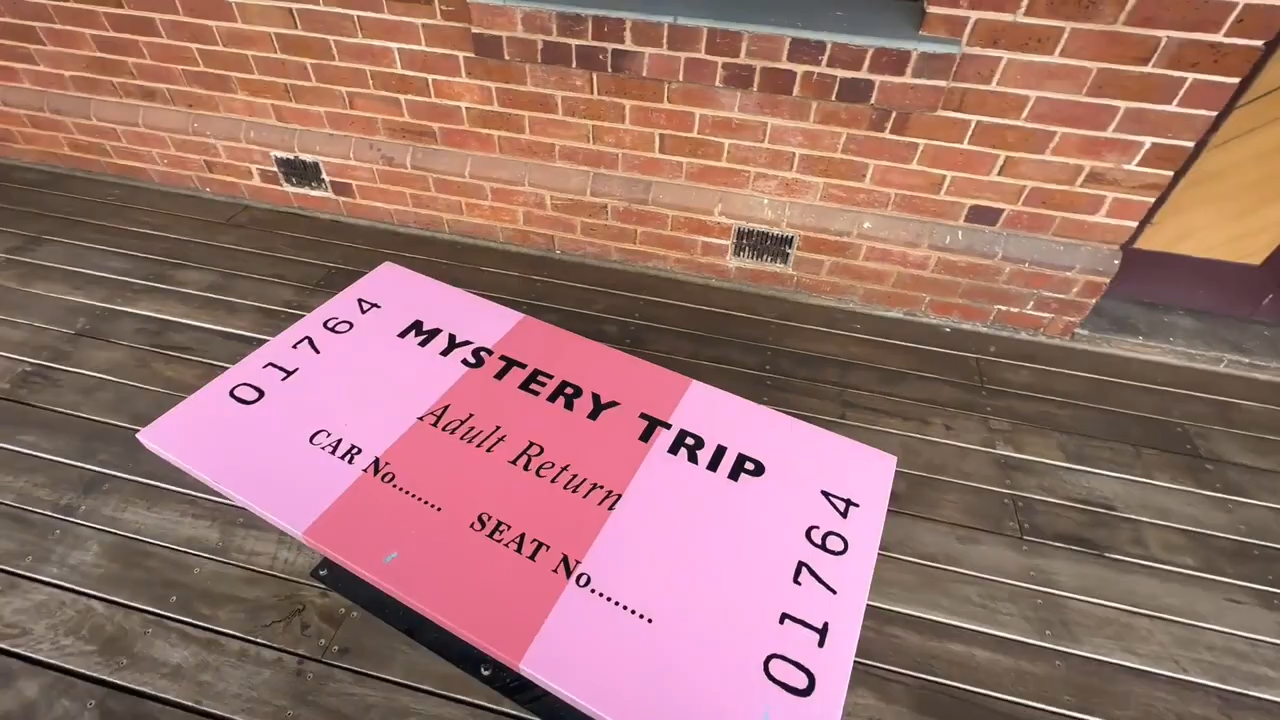 01764
MYSTERY TRIP
Adult Return
CAR No.......
SEAT No........
01764